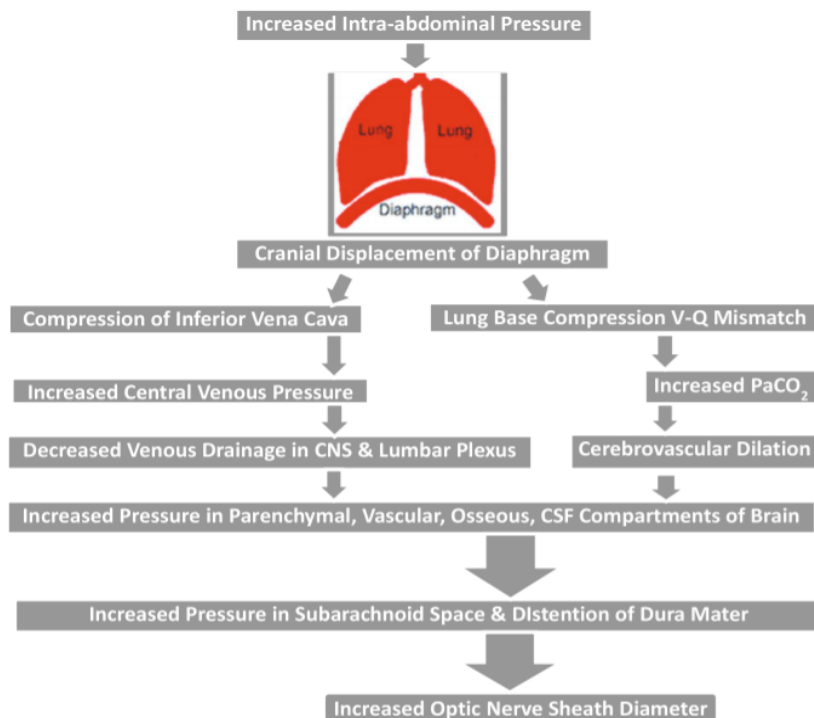 Increased Intra-abdominal Pressure
Lung Lung
Diaphragm
Cranial Displacement of Diaphragm
Compression of Inferior Vena Cava
Lung Base Compression V-Q Mismatch
Increased Central Venous Pressure
Increased PaCO₂
Decreased Venous Drainage in CNS & Lumbar Plexus
Cerebrovascular Dilation
Increased Pressure in Parenchymal, Vascular, Osseous, CSF Compartments of Brain
Increased Pressure in Subarachnoid Space & DIstention of Dura Mater
Increased Optic Nerve Sheath Diameter